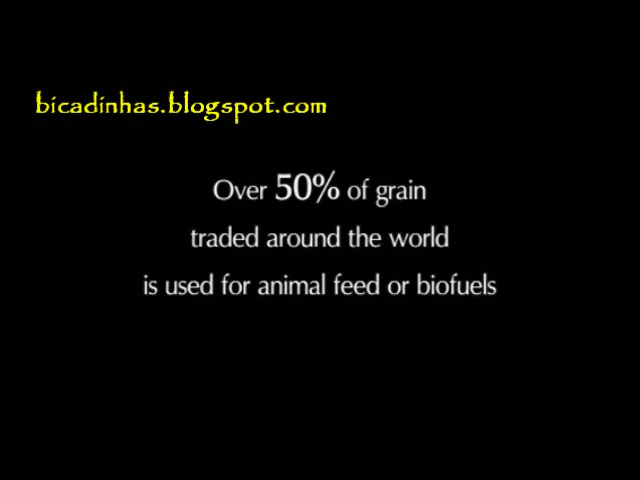 bicadinhas.blogspot.com
Over 50% of grain
traded around the world
is used for animal feed or biofuels